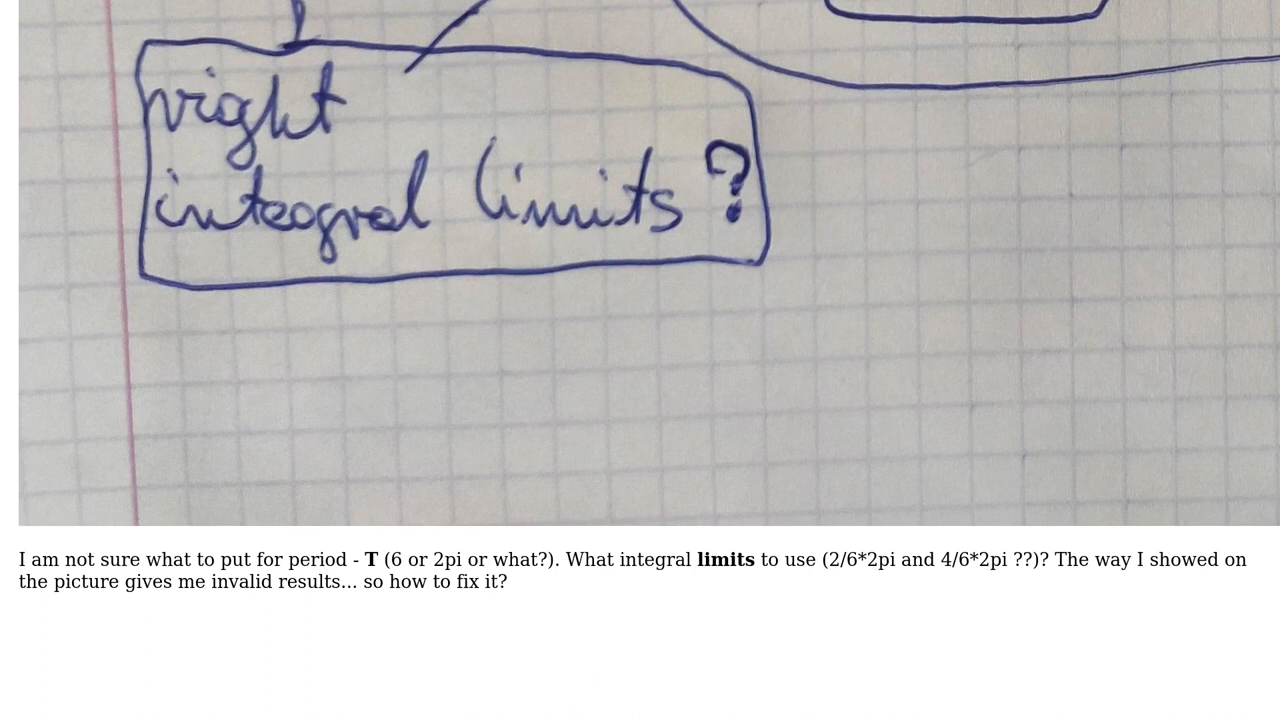 right
integral limits ?
I am not sure what to put for period - T (6 or 2pi or what?). What integral limits to use (2/6*2pi and 4/6*2pi ??)? The way I showed on
the picture gives me invalid results... so how to fix it?